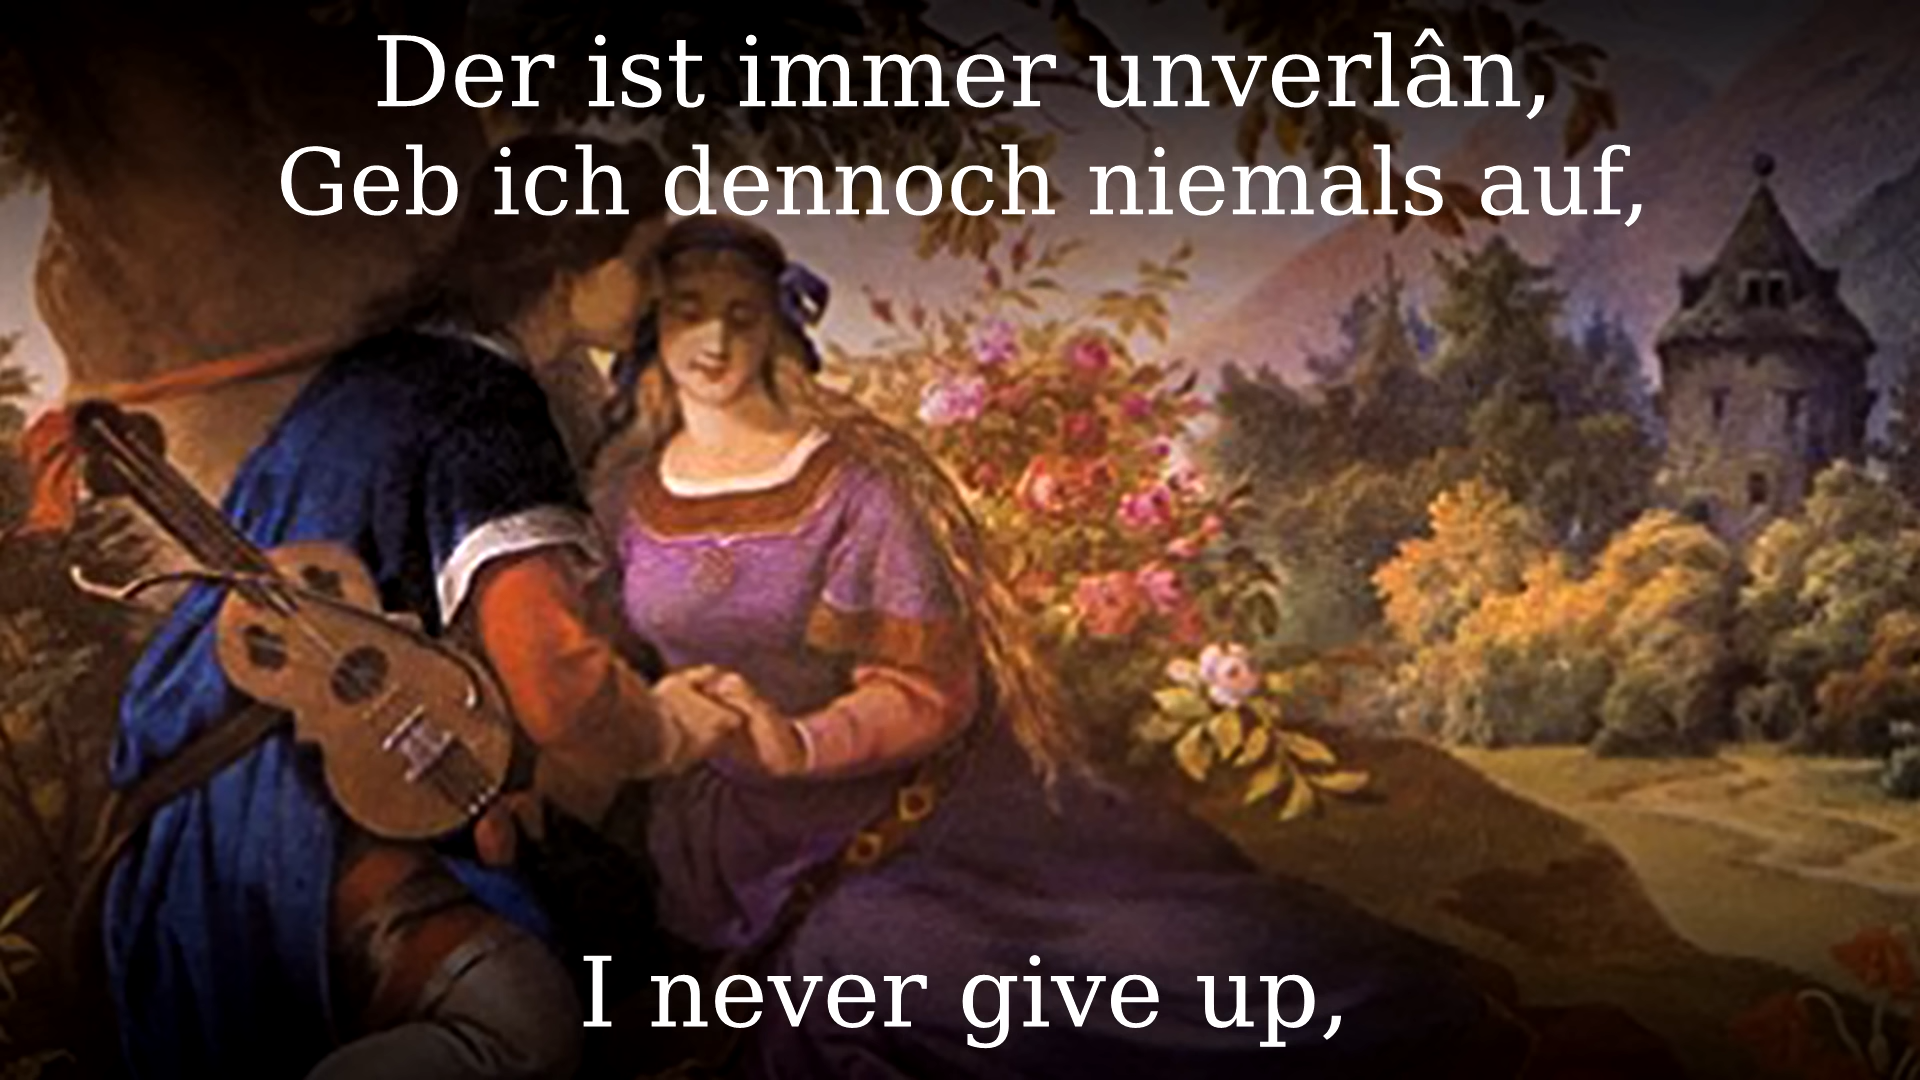 Der ist immer unverlân,
Geb ich dennoch niemals auf,
I never give up,